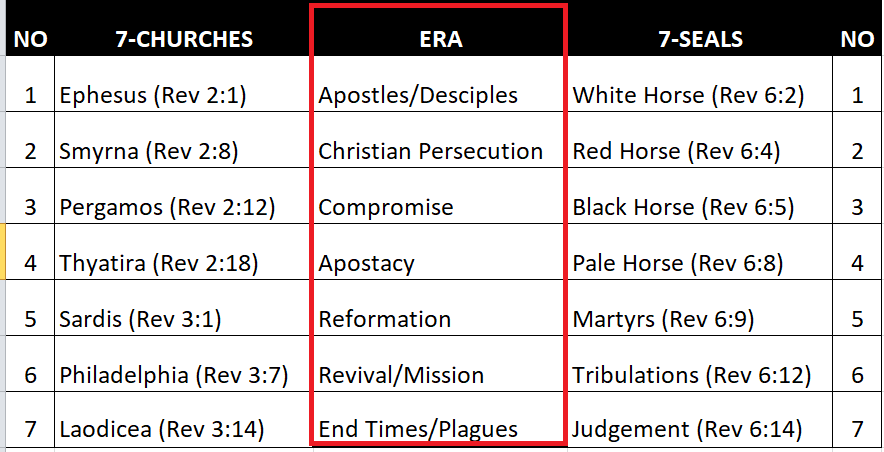 NO 7-CHURCHES ERA 7-SEALS NO
1 Ephesus (Rev 2:1) Apostles/Desciples White Horse (Rev 6:2) 1
2 Smyrna (Rev 2:8) Christian Persecution Red Horse (Rev 6:4) 2
3 Pergamos (Rev 2:12) Compromise Black Horse (Rev 6:5) 3
4 Thyatira (Rev 2:18) Apostacy Pale Horse (Rev 6:8) 4
5 Sardis (Rev 3:1) Reformation Martyrs (Rev 6:9) 5
6 Philadelphia (Rev 3:7) Revival/Mission Tribulations (Rev 6:12) 6
7 Laodicea (Rev 3:14) End Times/Plagues Judgement (Rev 6:14) 7